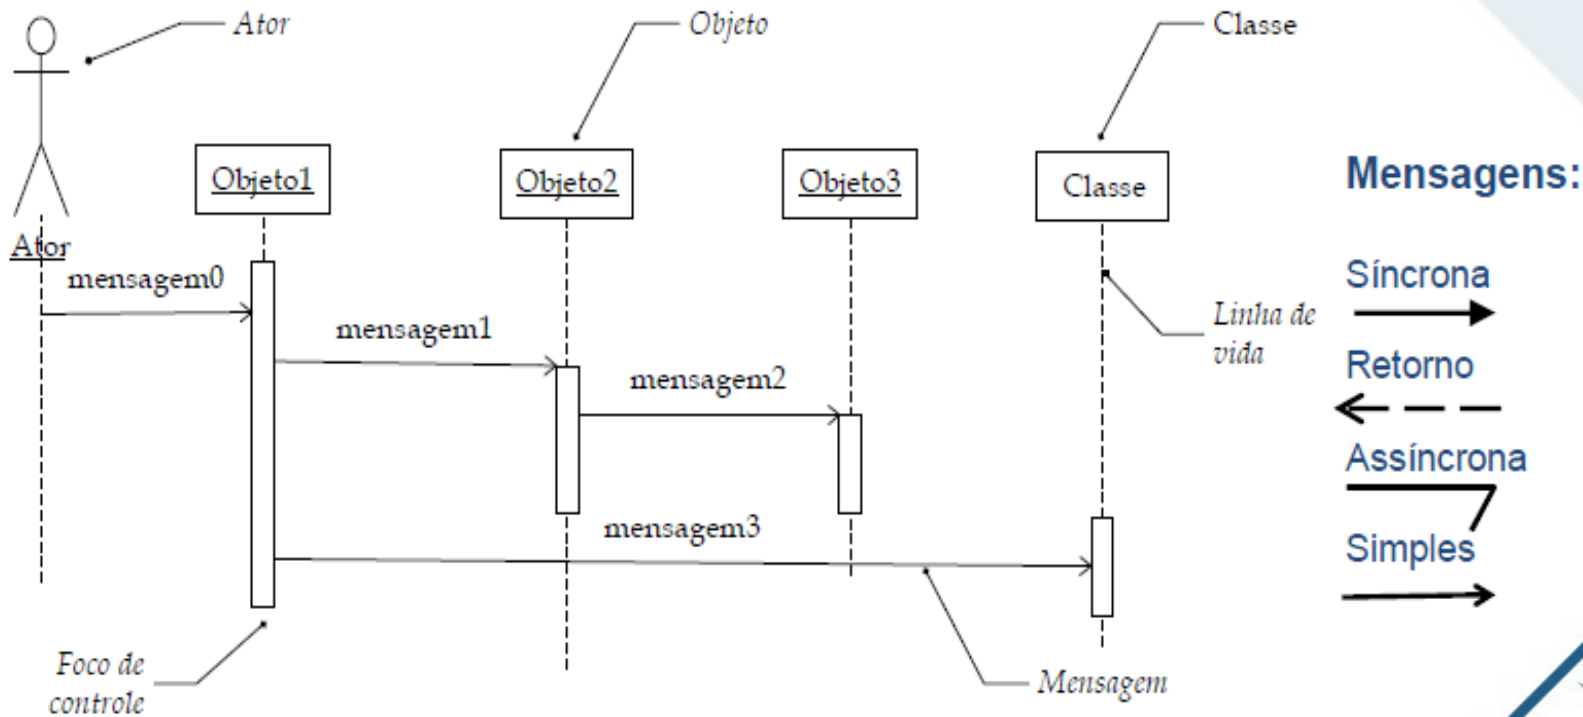 Ator
Objeto
Classe
Objeto1
Objeto2
Objeto3
Classe
Mensagens:
Ator
mensagem0
mensagem1
mensagem2
mensagem3
Linha de
vida
Síncrona
Retorno
Assíncrona
Simples
Foco de
controle
Mensagem